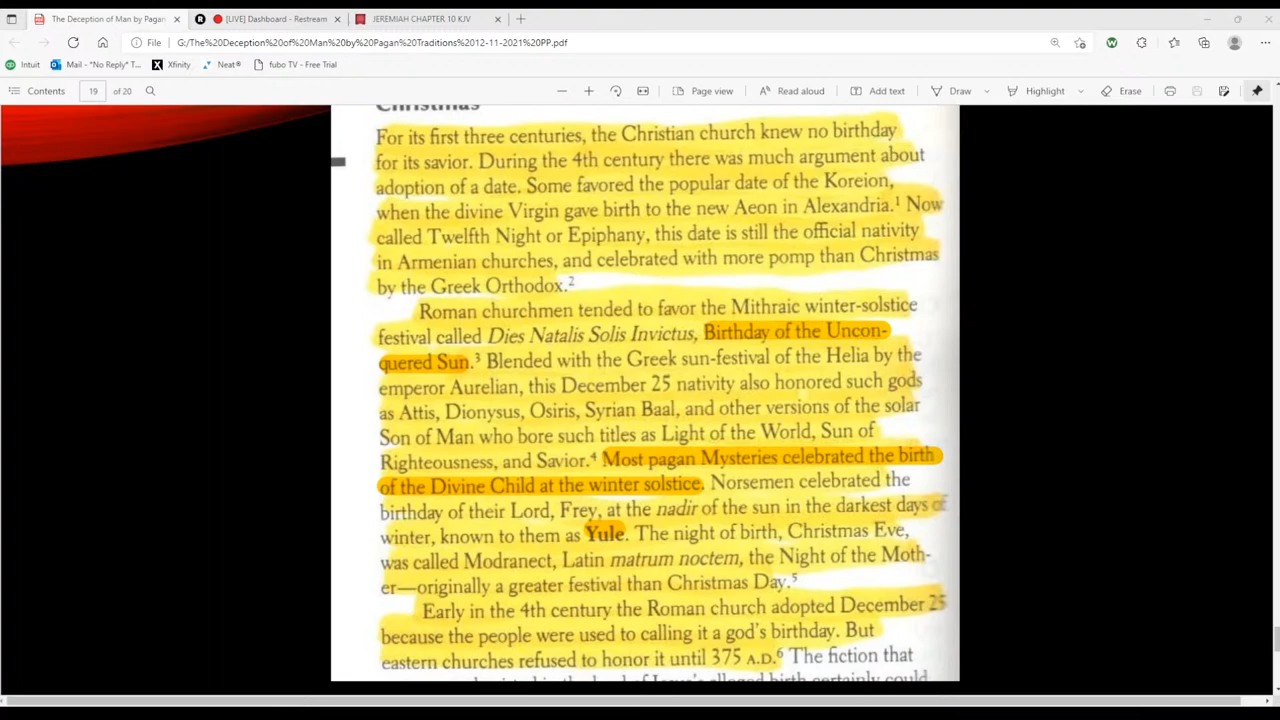 The Deception of Man by Pagan
[LIVE] Dashboard - Restream
JEREMIAH CHAPTER 10 KJV
File
G:/The%20Deception%20of%20Man%20by%20Pagan%20Traditions%2012-11-2021%20PP.pdf
Intuit
Mail - "No Reply" T...
Xfinity
Neat®
fubo TV - Free Trial
Contents
19 of 20
Page view
Read aloud
Add text
Draw
Highlight
Erase
Christmas
For its first three centuries, the Christian church knew no birthday
for its savior. During the 4th century there was much argument about
adoption of a date. Some favored the popular date of the Koreion,
when the divine Virgin gave birth to the new Aeon in Alexandria.¹ Now
called Twelfth Night or Epiphany, this date is still the official nativity
in Armenian churches, and celebrated with more pomp than Christmas
by the Greek Orthodox.²
Roman churchmen tended to favor the Mithraic winter-solstice
festival called Dies Natalis Solis Invictus, Birthday of the Uncon-
quered Sun.³ Blended with the Greek sun-festival of the Helia by the
emperor Aurelian, this December 25 nativity also honored such gods
as Attis, Dionysus, Osiris, Syrian Baal, and other versions of the solar
Son of Man who bore such titles as Light of the World, Sun of
Righteousness, and Savior.⁴ Most pagan Mysteries celebrated the birth
of the Divine Child at the winter solstice. Norsemen celebrated the
birthday of their Lord, Frey, at the nadir of the sun in the darkest days of
winter, known to them as Yule. The night of birth, Christmas Eve,
was called Modranect, Latin matrum noctem, the Night of the Moth-
er—originally a greater festival than Christmas Day.⁵
Early in the 4th century the Roman church adopted December 25
because the people were used to calling it a god's birthday. But
eastern churches refused to honor it until 375 A.D.⁶ The fiction that